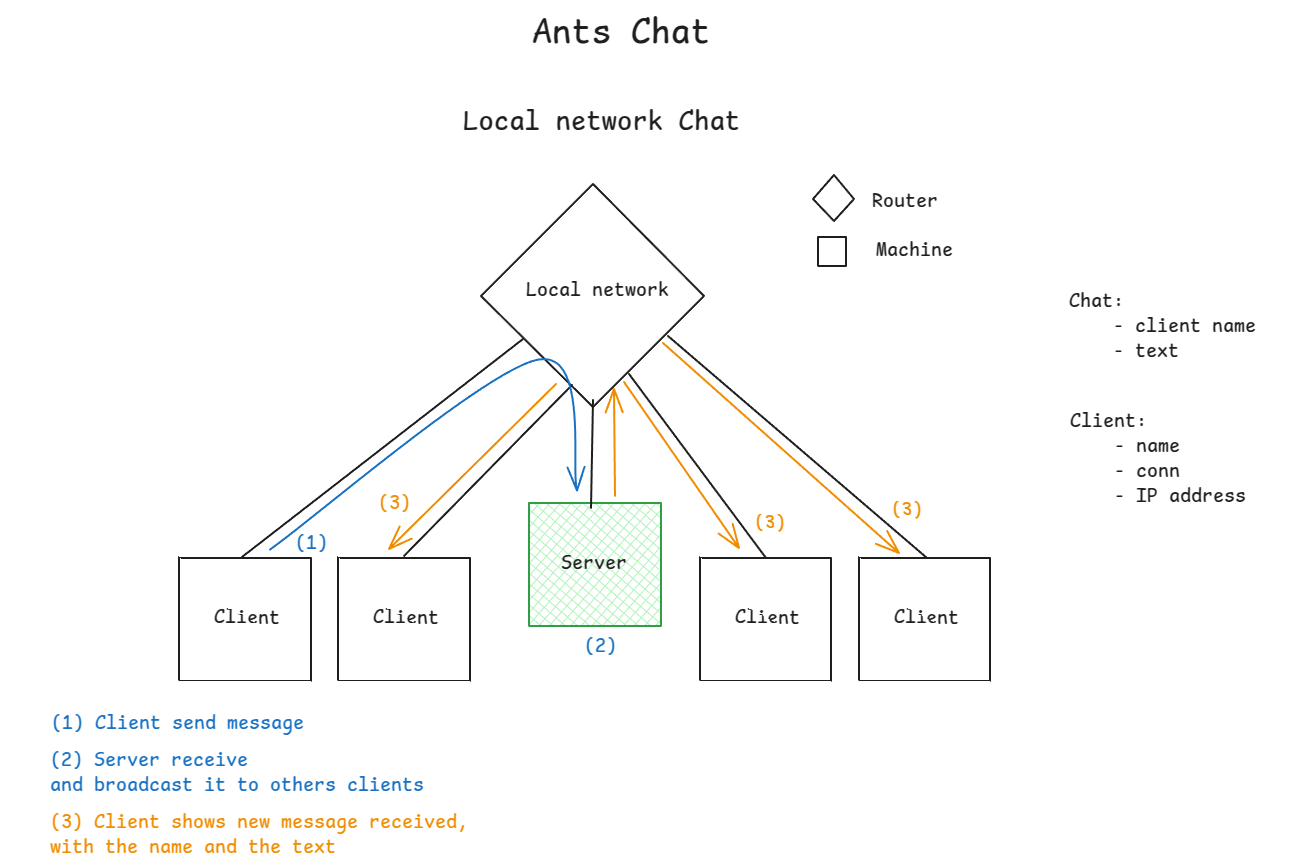 Ants Chat
Local network Chat
Router
Machine
Local network
Chat:
- client name
- text
Client:
- name
- conn
- IP address
(3)
(3)
(3)
(1)
Server
Client
Client
Client
Client
(2)
(1) Client send message
(2) Server receive
and broadcast it to others clients
(3) Client shows new message received,
with the name and the text